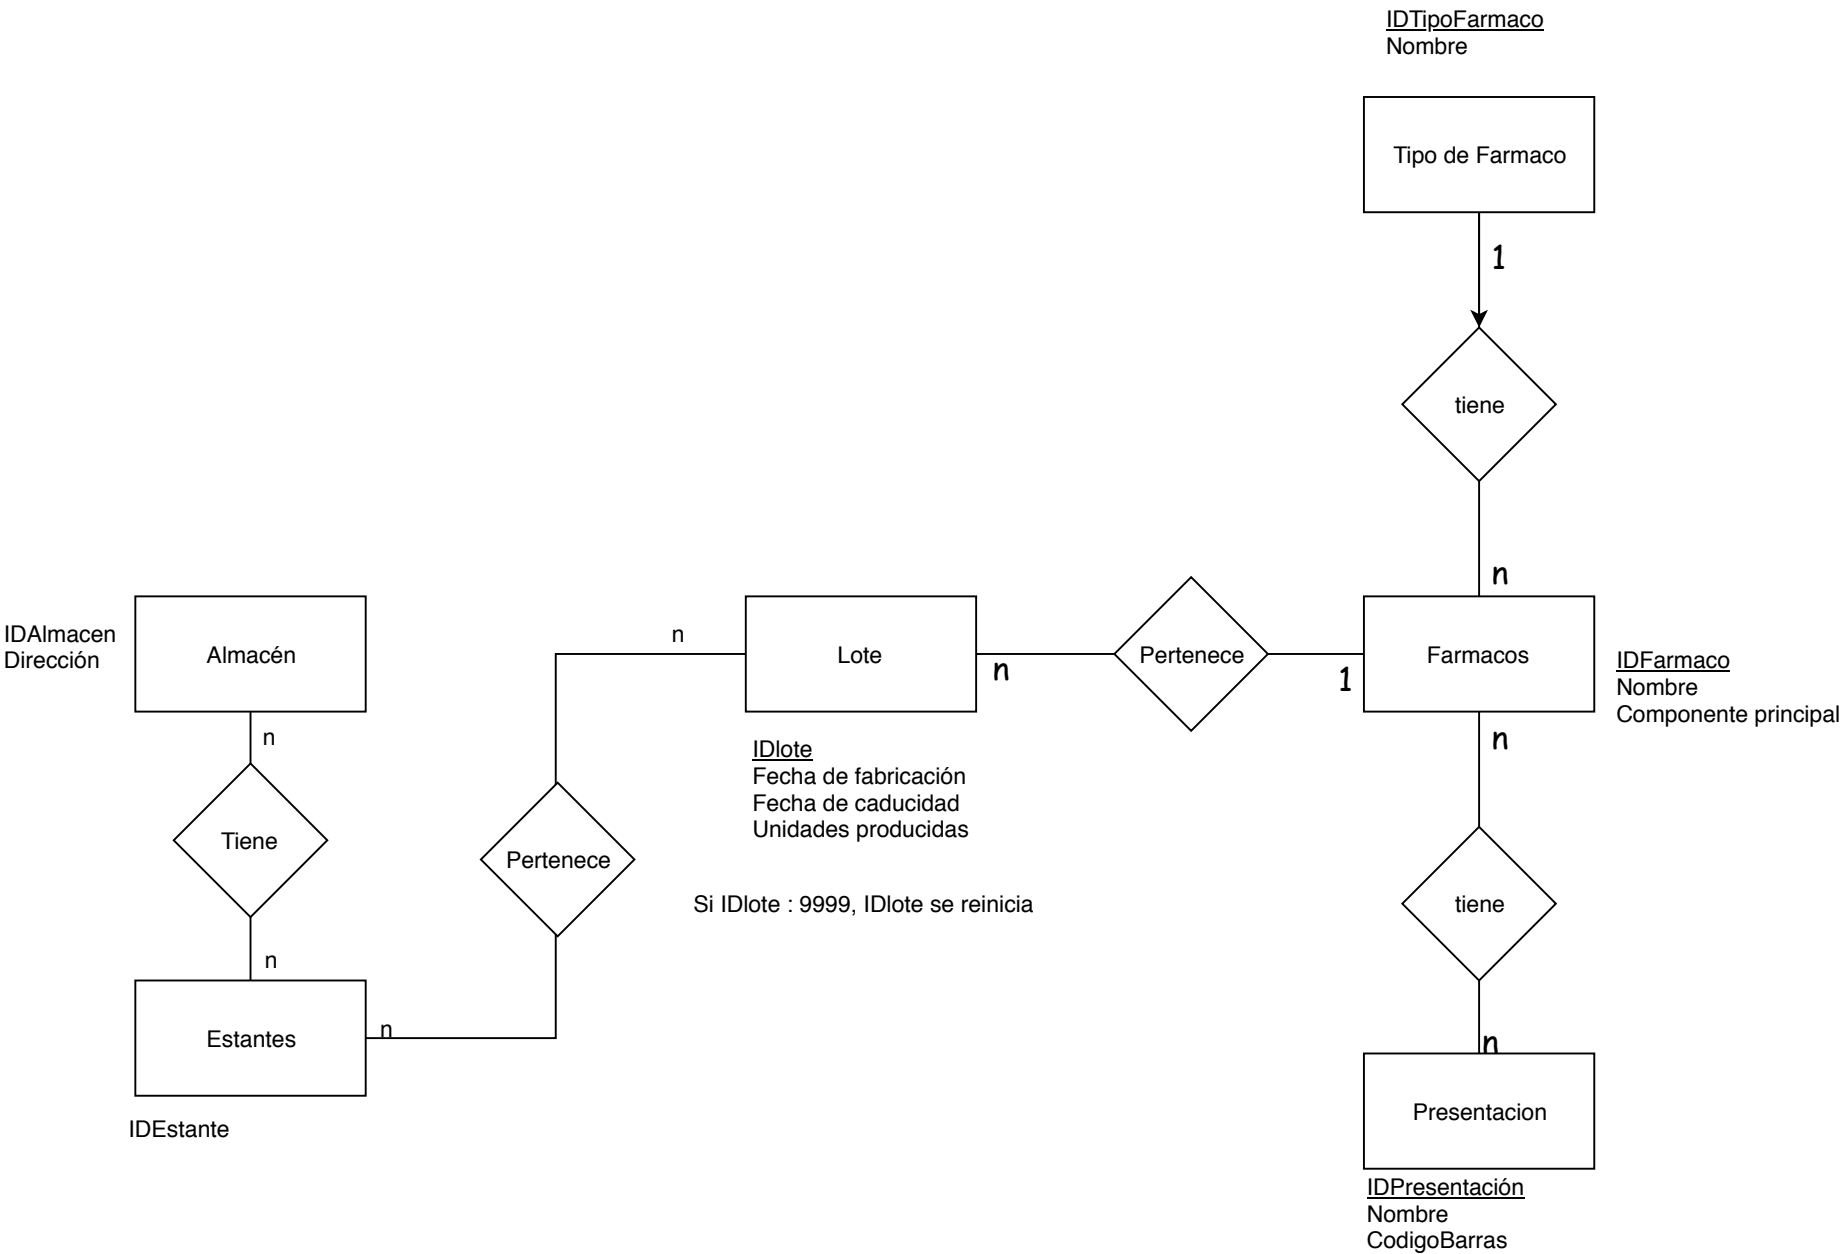 IDTipoFarmaco
Nombre
Tipo de Farmaco
1
tiene
n
IDAlmacen
Dirección
Almacén
n
Lote
n
Pertenece
1
Farmacos
IDFarmaco
Nombre
Componente principal
n
n
Tiene
n
Estantes
n
IDEstante
Pertenece
IDlote
Fecha de fabricación
Fecha de caducidad
Unidades producidas
Si IDlote : 9999, IDlote se reinicia
tiene
n
Presentacion
IDPresentación
Nombre
CodigoBarras